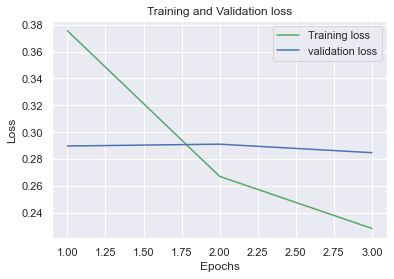 Training and Validation loss
0.38
0.36
0.34
0.32
0.30
0.28
0.26
0.24
Loss
Training loss
validation loss
1.00 1.25 1.50 1.75 2.00 2.25 2.50 2.75 3.00
Epochs